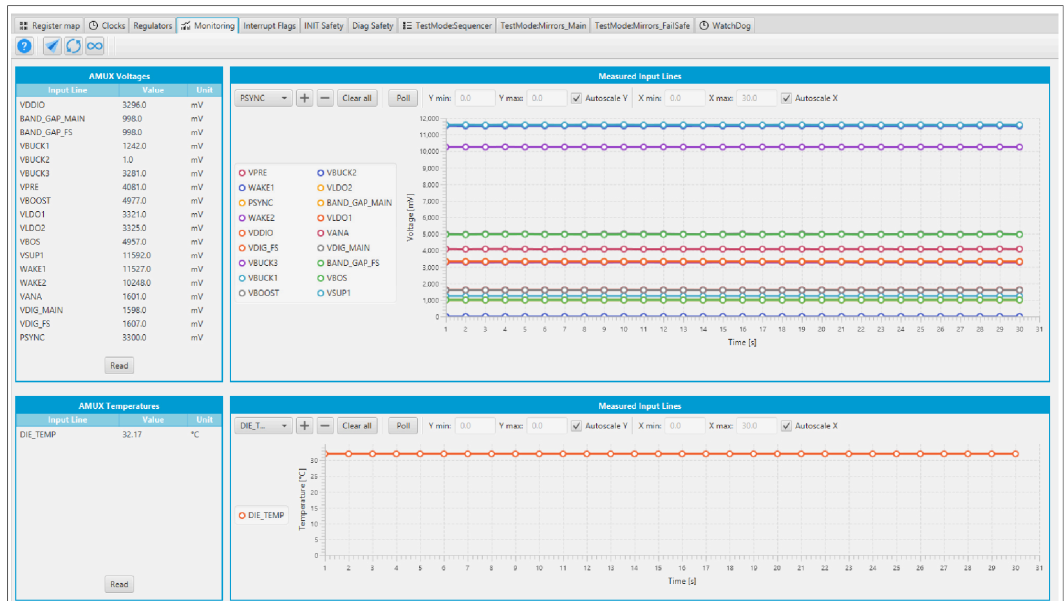 Register map Clocks Regulators Monitoring Interrupt Flags INIT Safety Diag Safety TestMode:Sequencer TestMode:Mirrors_Main TestMode:Mirrors_FailSafe WatchDog
AMUX Voltages
Input Line Value Unit
VDDIO 3296.0 mV
BAND_GAP_MAIN 998.0 mV
BAND_GAP_FS 998.0 mV
VBUCK1 1242.0 mV
VBUCK2 1.0 mV
VBUCK3 3281.0 mV
VPRE 4081.0 mV
VBOOST 4977.0 mV
VLDO1 3321.0 mV
VLDO2 3325.0 mV
VBOS 4957.0 mV
VSUP1 11592.0 mV
WAKE1 11527.0 mV
WAKE2 10248.0 mV
VANA 1601.0 mV
VDIG_MAIN 1598.0 mV
VDIG_FS 1607.0 mV
PSYNC 3300.0 mV
Read
Measured Input Lines
PSYNC Clear all Poll Y min: 0.0 Y max: 0.0 Autoscale Y X min: 0.0 X max: 30.0 Autoscale X
VPRE VBUCK2
WAKE1 VLDO2
PSYNC BAND_GAP_MAIN
WAKE2 VLDO1
VDDIO VANA
VDIG_FS VDIG_MAIN
VBUCK3 BAND_GAP_FS
VBUCK1 VBOS
VBOOST VSUP1
Voltage [mV]
12,000
11,000
10,000
9,000
8,000
7,000
6,000
5,000
4,000
3,000
2,000
1,000
0
1 2 3 4 5 6 7 8 9 10 11 12 13 14 15 16 17 18 19 20 21 22 23 24 25 26 27 28 29 30 31
Time [s]
AMUX Temperatures
Input Line Value Unit
DIE_TEMP 32.17 °C
Read
Measured Input Lines
DIE_T... Clear all Poll Y min: 0.0 Y max: 0.0 Autoscale Y X min: 0.0 X max: 30.0 Autoscale X
DIE_TEMP
Temperature [°C]
30
25
20
15
10
5
0
1 2 3 4 5 6 7 8 9 10 11 12 13 14 15 16 17 18 19 20 21 22 23 24 25 26 27 28 29 30 31
Time [s]